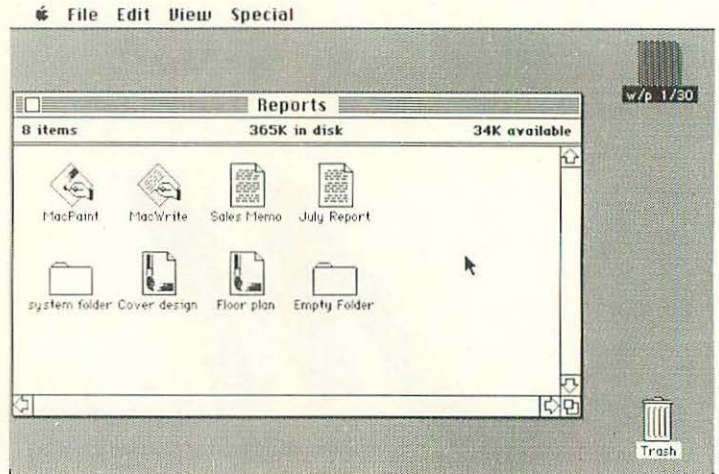 File Edit View Special
w/p 1/30
Reports
8 items 365K in disk 34K available
MacPaint MacWrite Sales Memo July Report
system folder Cover design Floor plan Empty Folder
Trash